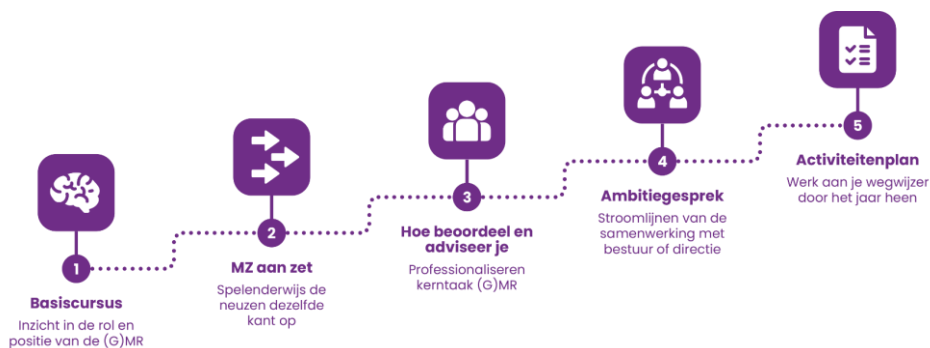 1
Basiscursus
Inzicht in de rol en
positie van de (G)MR
2
MZ aan zet
Spelenderwijs de
neuzen dezelfde
kant op
3
Hoe beoordeel en
adviseer je
Professionaliseren
kerntaak (G)MR
4
Ambitiegesprek
Stroomlijnen van de
samenwerking met
bestuur of directie
5
Activiteitenplan
Werk aan je wegwijzer
door het jaar heen